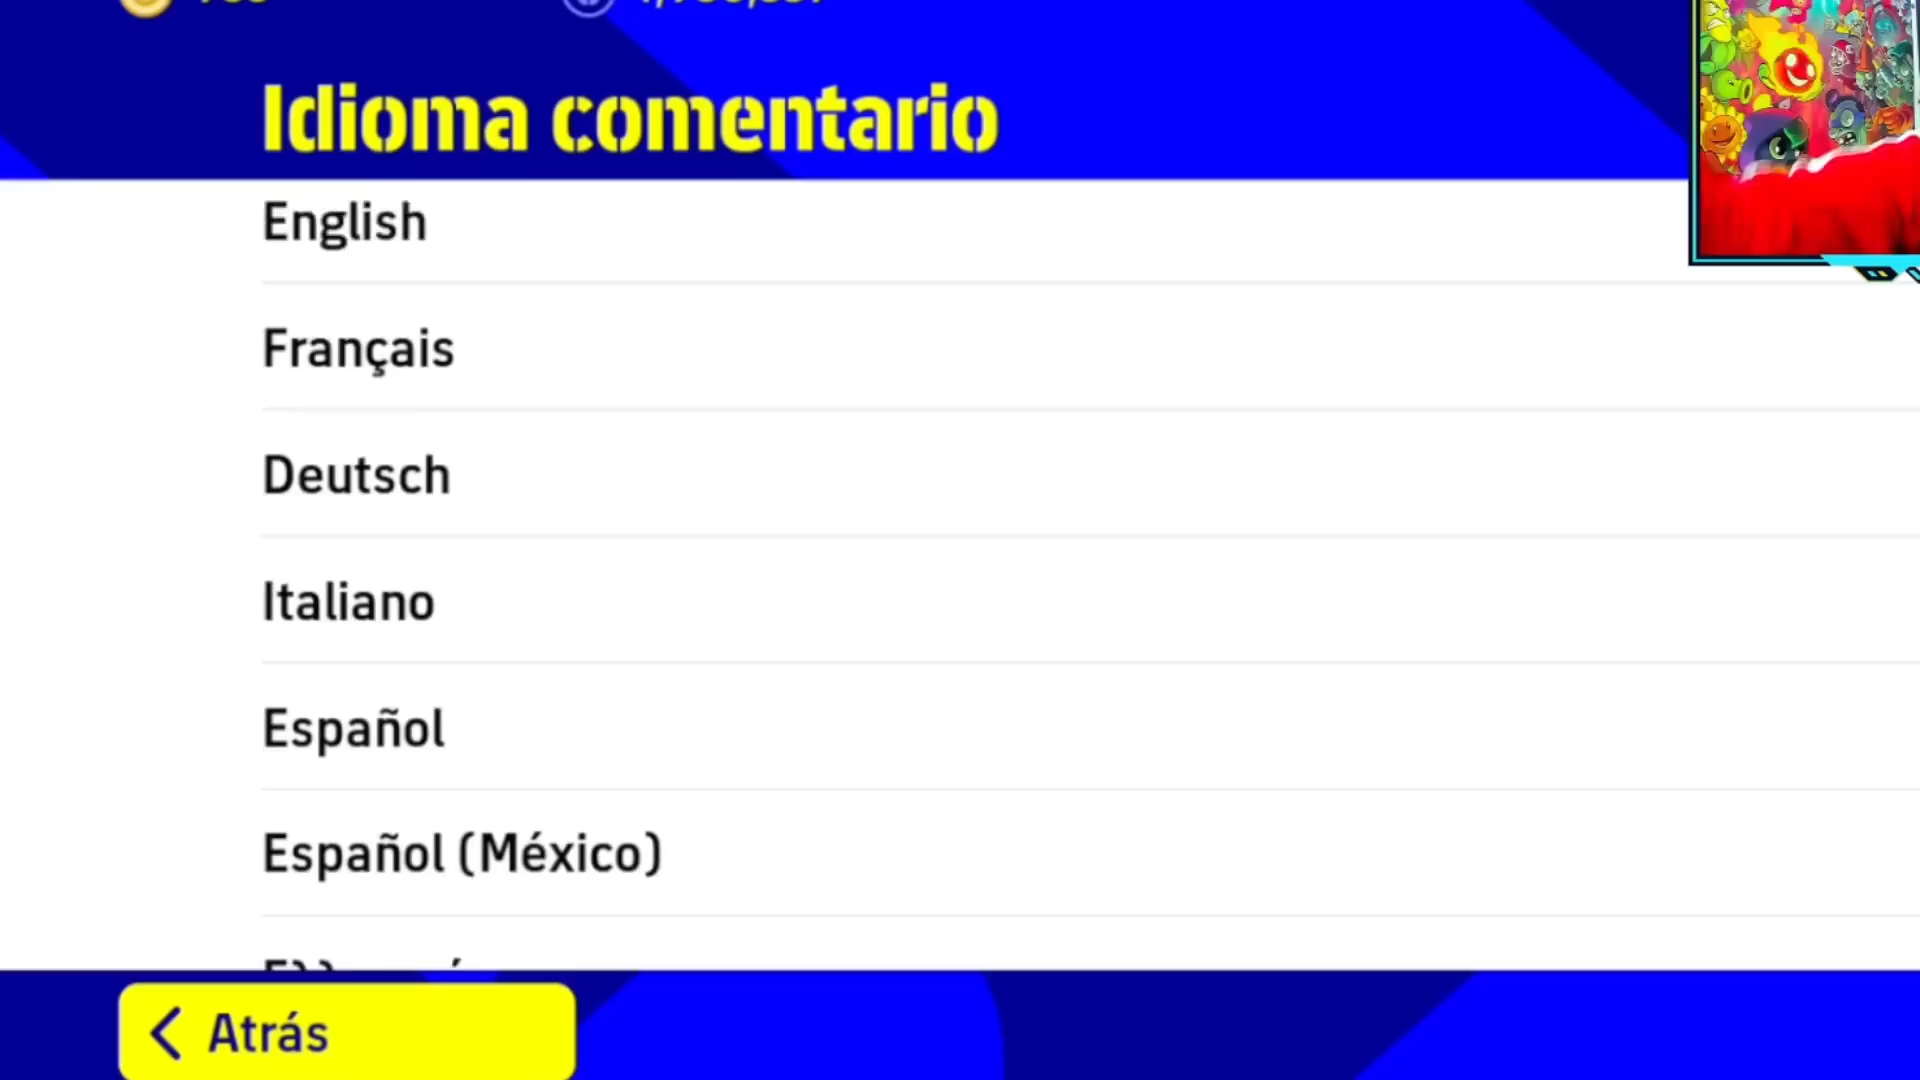 Idioma comentario
English
Français
Deutsch
Italiano
Español
Español (México)
Atrás